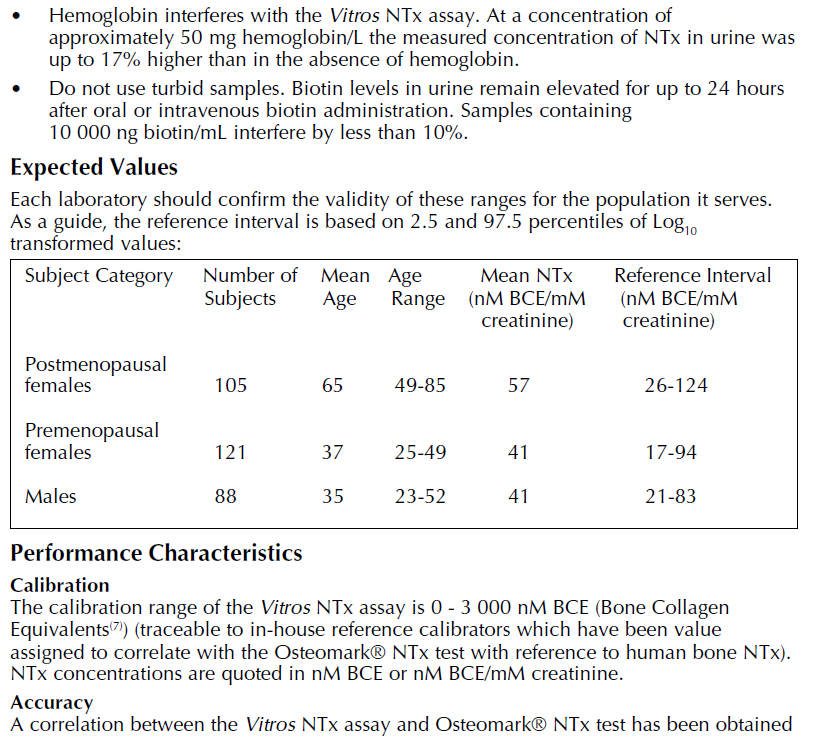 • Hemoglobin interferes with the Vitros NTx assay. At a concentration of
approximately 50 mg hemoglobin/L the measured concentration of NTx in urine was
up to 17% higher than in the absence of hemoglobin.
• Do not use turbid samples. Biotin levels in urine remain elevated for up to 24 hours
after oral or intravenous biotin administration. Samples containing
10 000 ng biotin/mL interfere by less than 10%.
Expected Values
Each laboratory should confirm the validity of these ranges for the population it serves.
As a guide, the reference interval is based on 2.5 and 97.5 percentiles of Log10
transformed values:
Subject Category Number of Mean Age Mean NTx Reference Interval
Subjects Age Range (nM BCE/mM (nM BCE/mM
creatinine) creatinine)
Postmenopausal
females 105 65 49-85 57 26-124
Premenopausal
females 121 37 25-49 41 17-94
Males 88 35 23-52 41 21-83
Performance Characteristics
Calibration
The calibration range of the Vitros NTx assay is 0 - 3 000 nM BCE (Bone Collagen
Equivalents(7)) (traceable to in-house reference calibrators which have been value
assigned to correlate with the Osteomark® NTx test with reference to human bone NTx).
NTx concentrations are quoted in nM BCE or nM BCE/mM creatinine.
Accuracy
A correlation between the Vitros NTx assay and Osteomark® NTx test has been obtained